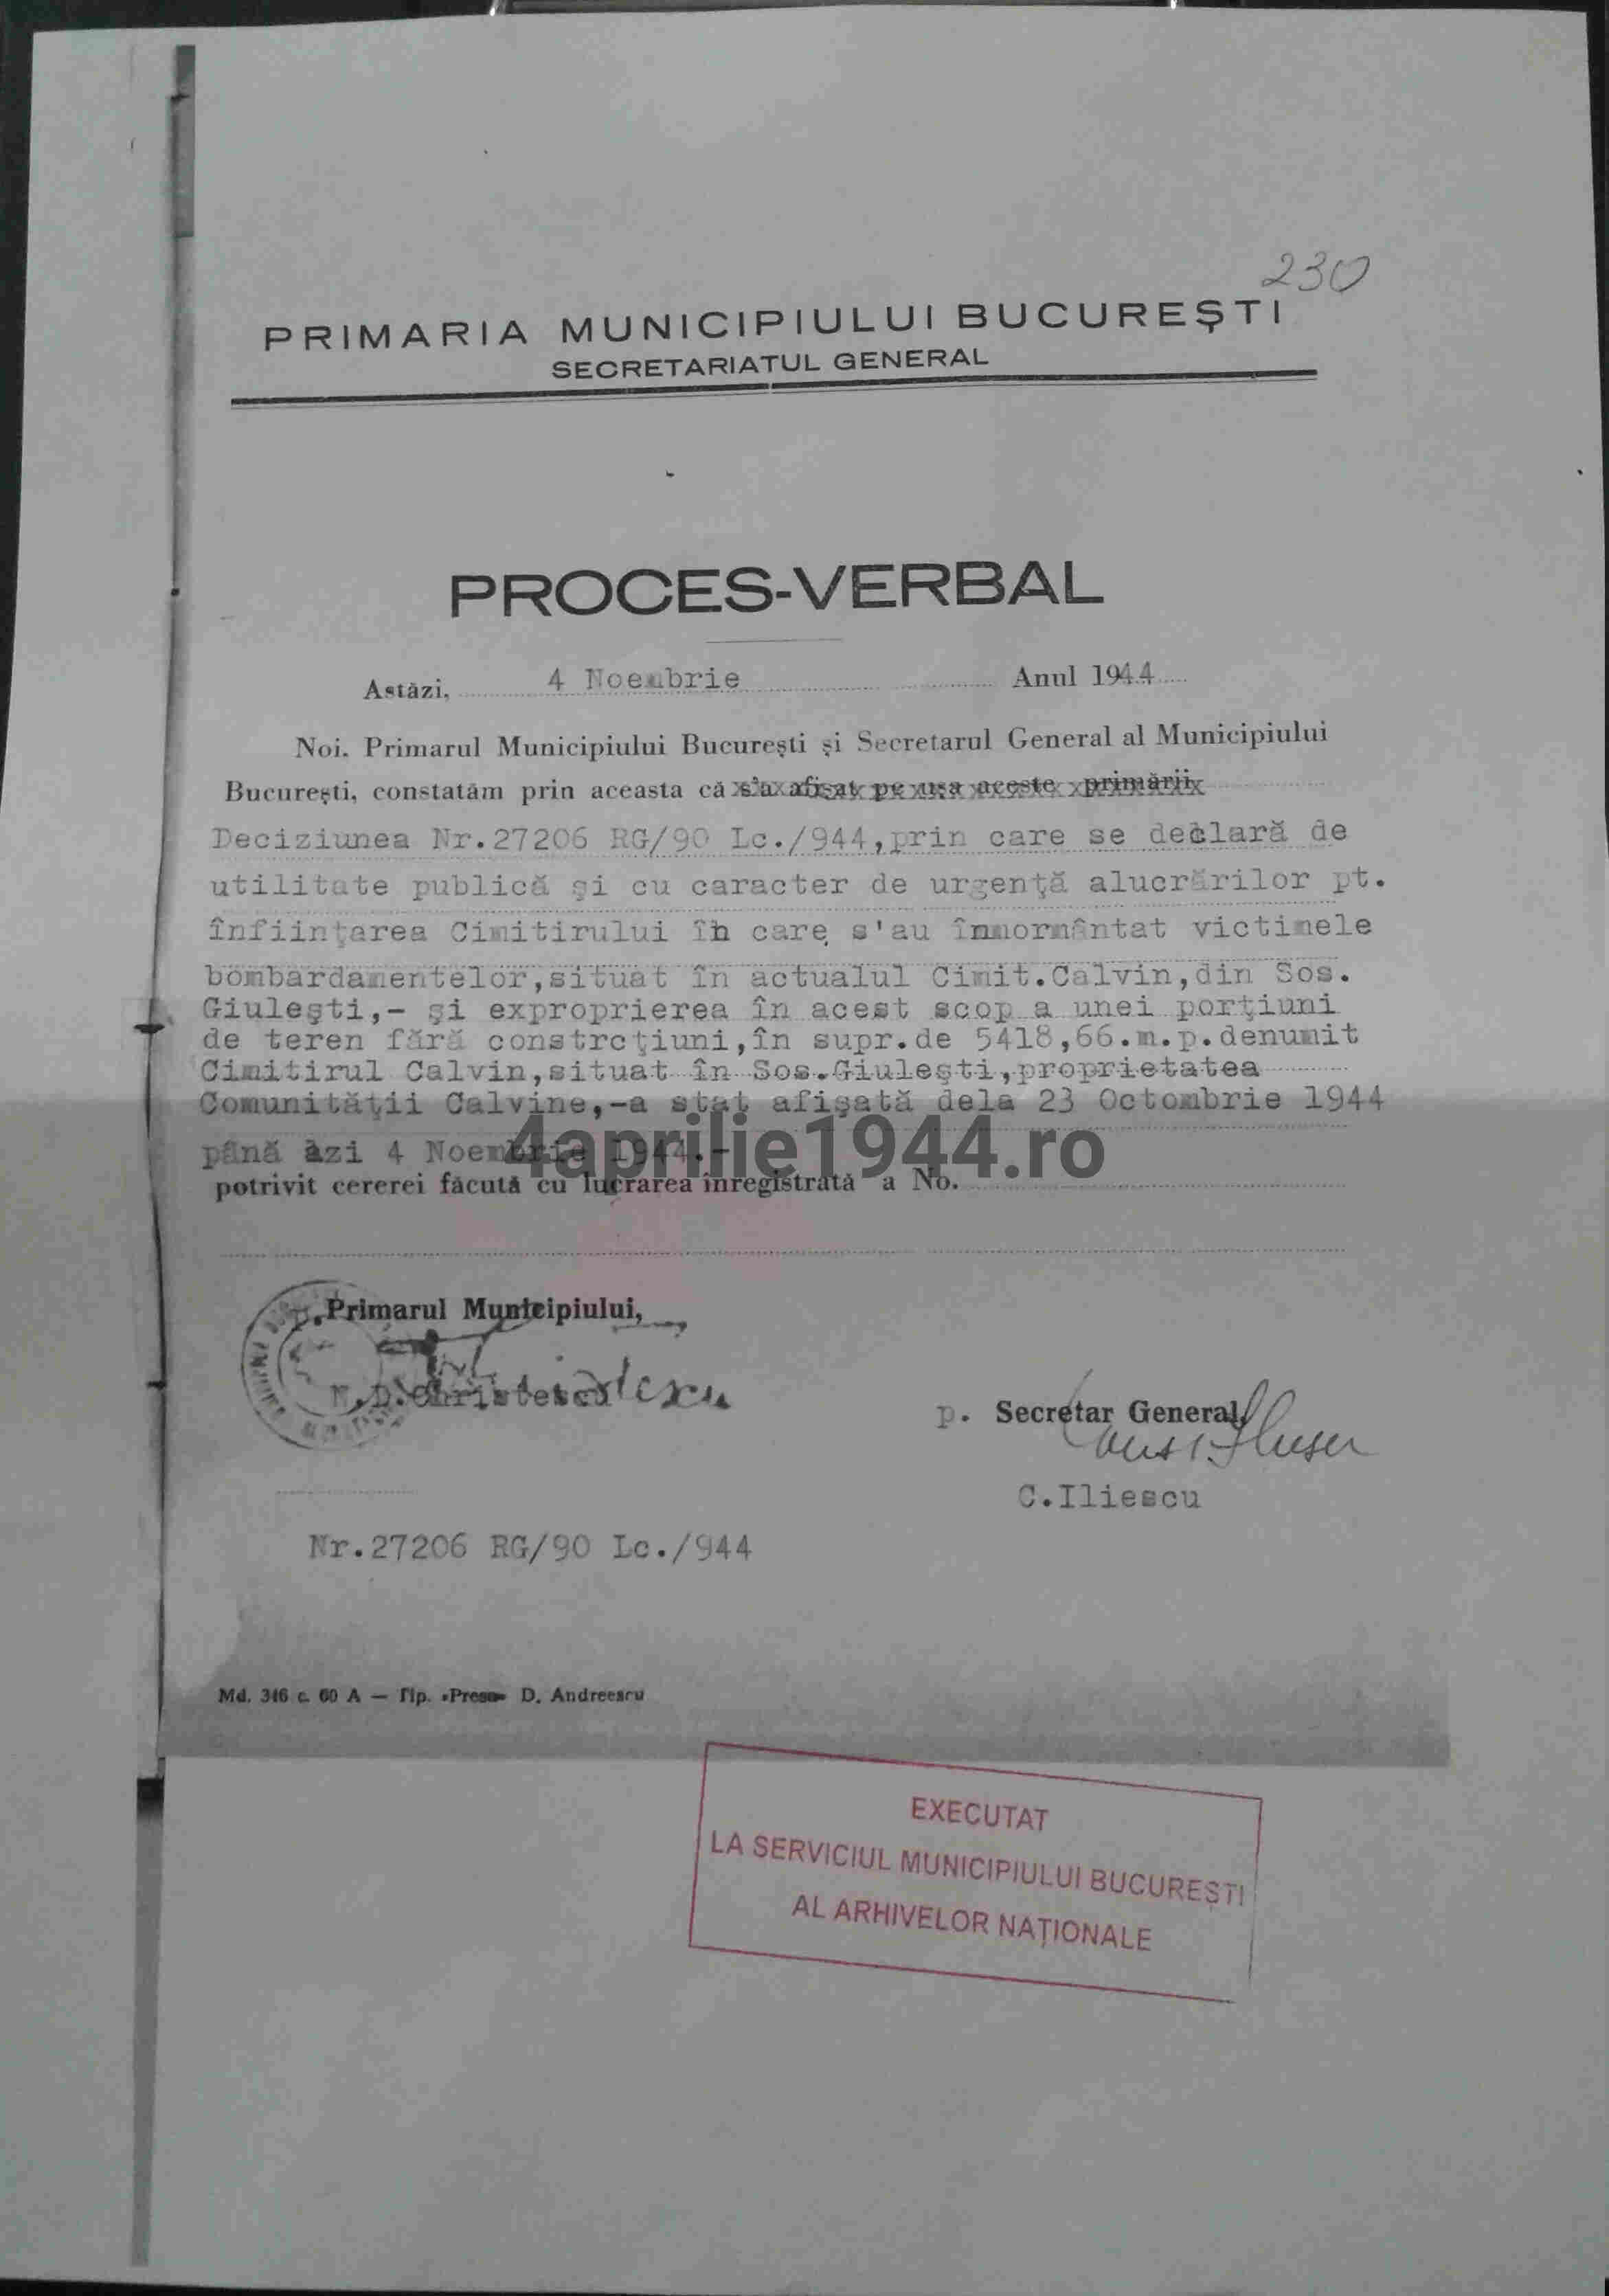 230
PRIMARIA MUNICIPIULUI BUCUREŞTI
SECRETARIATUL GENERAL
PROCES-VERBAL
Astăzi, 4 Noembrie Anul 1944
Noi. Primarul Municipiului Bucureşti şi Secretarul General al Municipiului
Bucureşti, constatăm prin aceasta că s'a afişat pe uşa aceste primării
Deciziunea Nr.27206 RG/90 Lc./944,prin care se declară de
utilitate publică şi cu caracter de urgenţă alucrărilor pt.
înfiinţarea Cimitirului în care s'au înmormântat victimele
bombardamentelor,situat în actualul Cimit.Calvin,din Sos.
Giuleşti,- şi exproprierea în acest scop a unei porţiuni
de teren fără constrcţiuni,în supr.de 5418,66.m.p.denumit
Cimitirul Calvin,situat în Sos.Giuleşti,proprietatea
Comunităţii Calvine,-a stat afişată dela 23 Octombrie 1944
până azi 4 Noembrie 1944.-
4aprilie1944.ro
potrivit cererei făcută cu lucrarea înregistrată a No.
p.Primarul Municipiului,
N.D.Christescu
p. Secretar General,
C.Iliescu
Nr.27206 RG/90 Lc./944
Md. 346 c. 60 A — Tip. «Presa» D. Andreescu
EXECUTAT
LA SERVICIUL MUNICIPIULUI BUCUREȘTI
AL ARHIVELOR NAȚIONALE